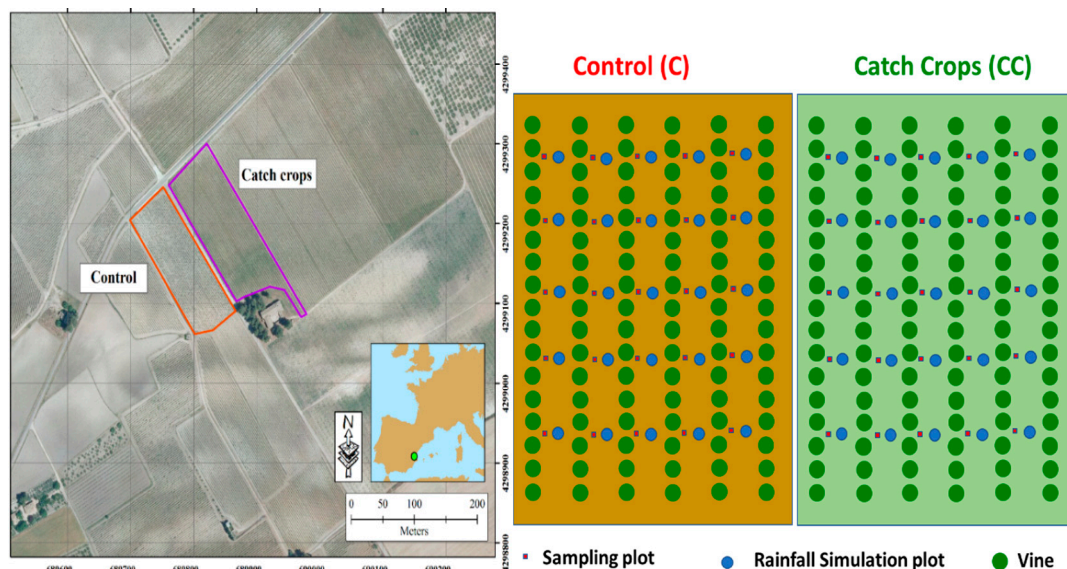 Control (C)
Catch Crops (CC)
Catch crops
Control
4299400
4299300
4299200
4299100
4299000
4298900
4298800
N
0 50 100 200
Meters
Sampling plot
Rainfall Simulation plot
Vine